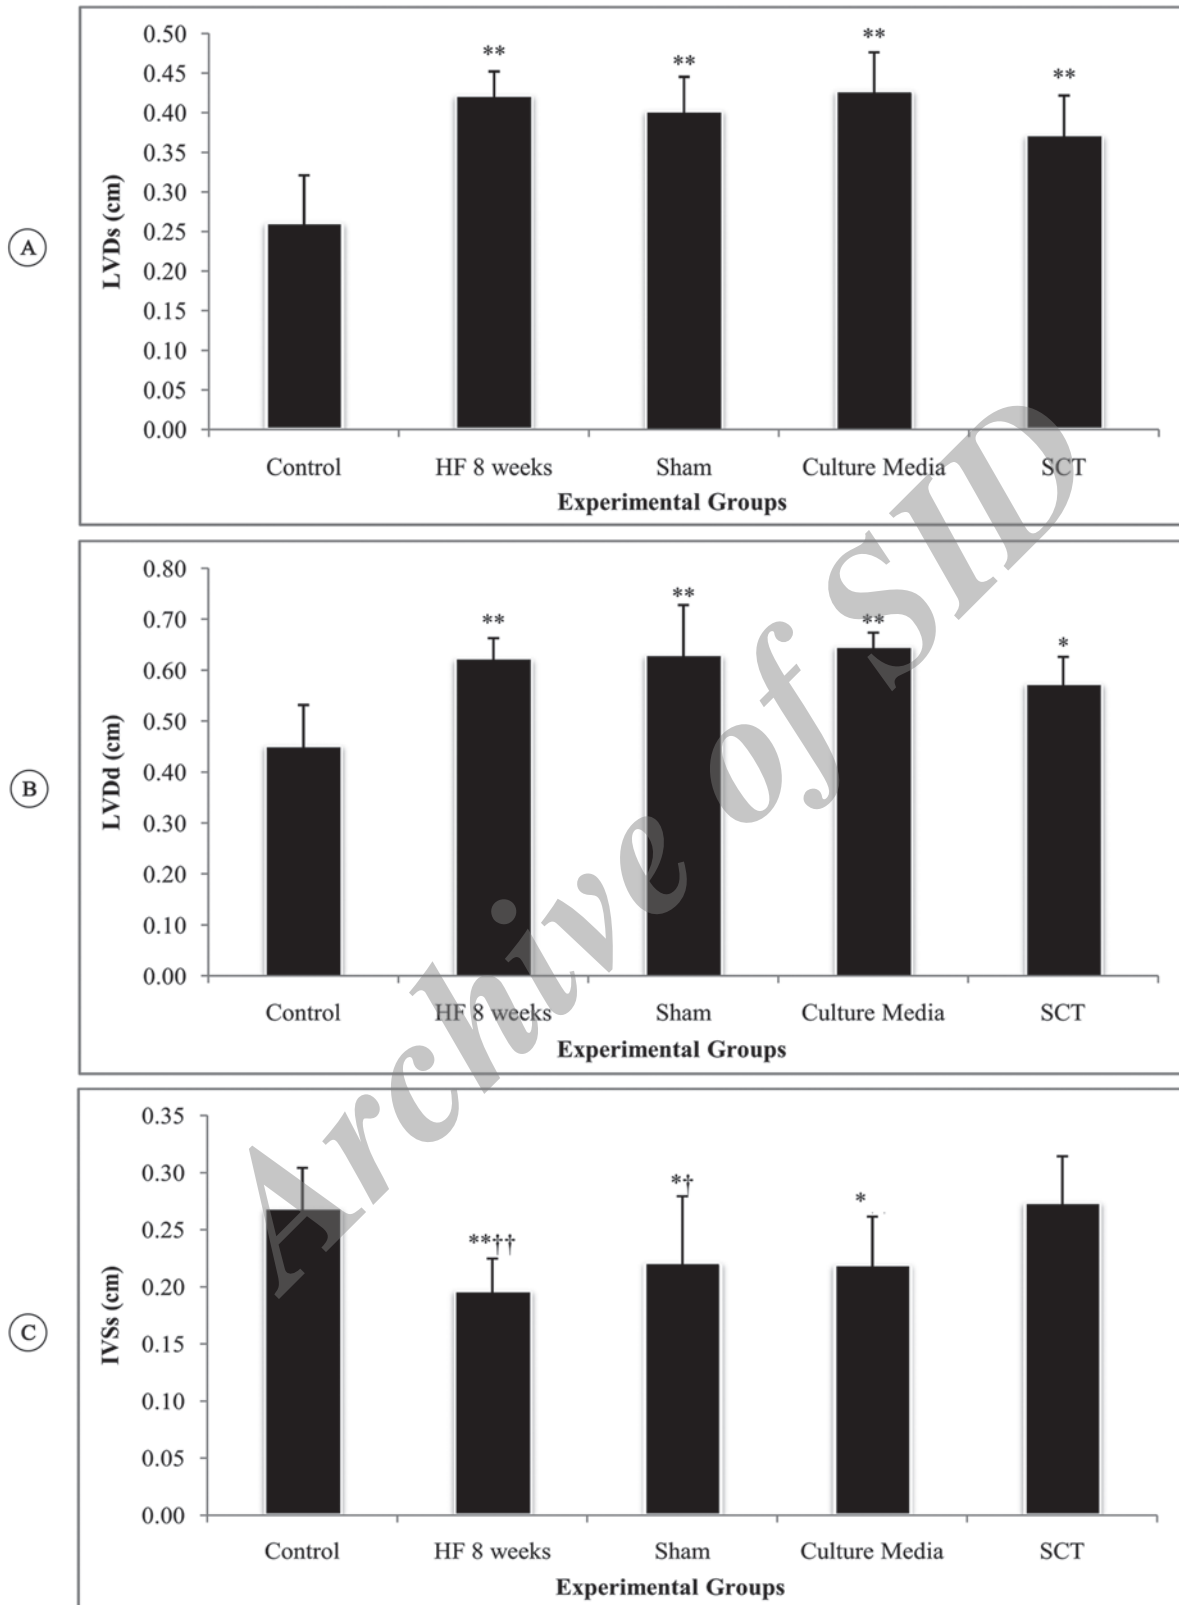 A
0.50
0.45
0.40
0.35
0.30
0.25
0.20
0.15
0.10
0.05
0.00
LVDs (cm)
** ** ** **
Control HF 8 weeks Sham Culture Media SCT
Experimental Groups
B
0.80
0.70
0.60
0.50
0.40
0.30
0.20
0.10
0.00
LVDd (cm)
** ** ** *
Control HF 8 weeks Sham Culture Media SCT
Experimental Groups
C
0.35
0.30
0.25
0.20
0.15
0.10
0.05
0.00
IVSs (cm)
**†† *† *
Control HF 8 weeks Sham Culture Media SCT
Experimental Groups
Archive of SID